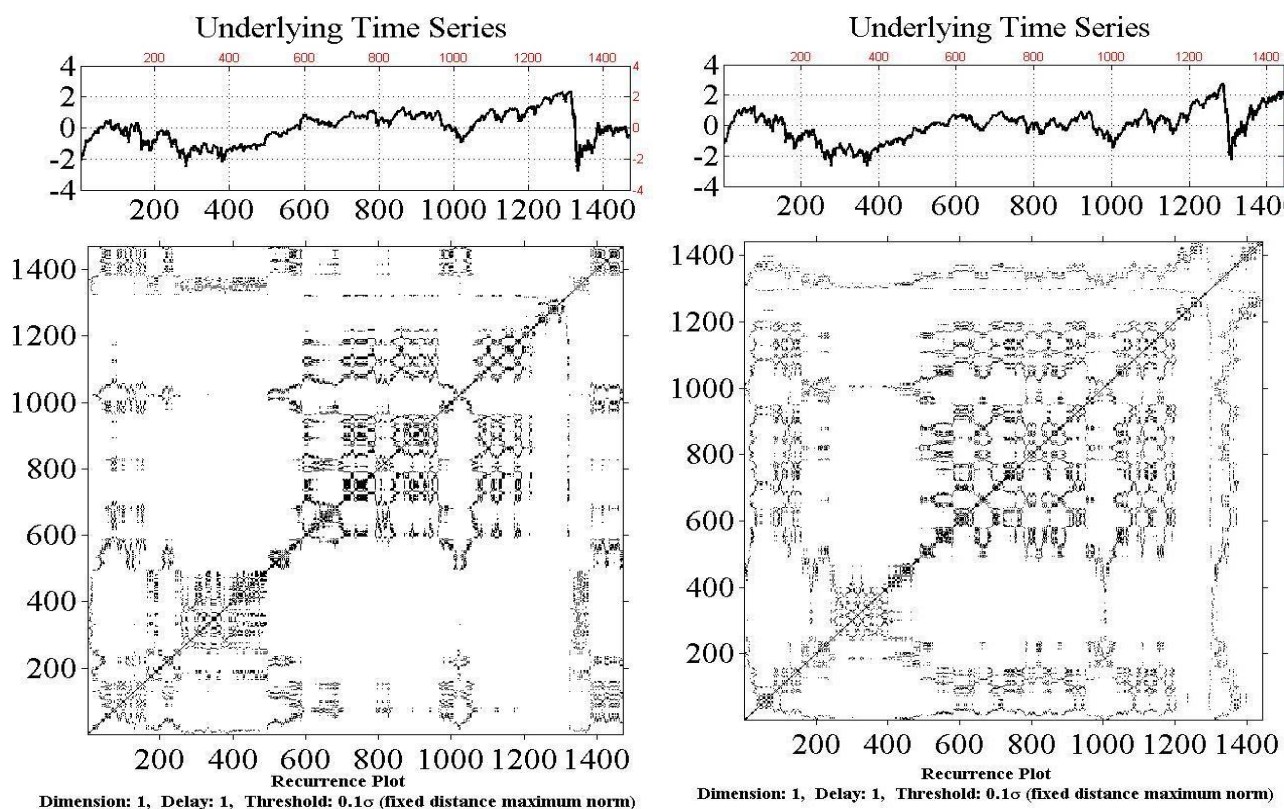 Underlying Time Series
200 400 600 800 1000 1200 1400
4 4
2 2
0 0
-2 -2
-4 -4
200 400 600 800 1000 1200 1400
1400
1200
1000
800
600
400
200
200 400 600 800 1000 1200 1400
Recurrence Plot
Dimension: 1, Delay: 1, Threshold: 0.1σ (fixed distance maximum norm)
Underlying Time Series
200 400 600 800 1000 1200 1400
4
2
0
-2
-4
200 400 600 800 1000 1200 140
1400
1200
1000
800
600
400
200
200 400 600 800 1000 1200 1400
Recurrence Plot
Dimension: 1, Delay: 1, Threshold: 0.1σ (fixed distance maximum norm)